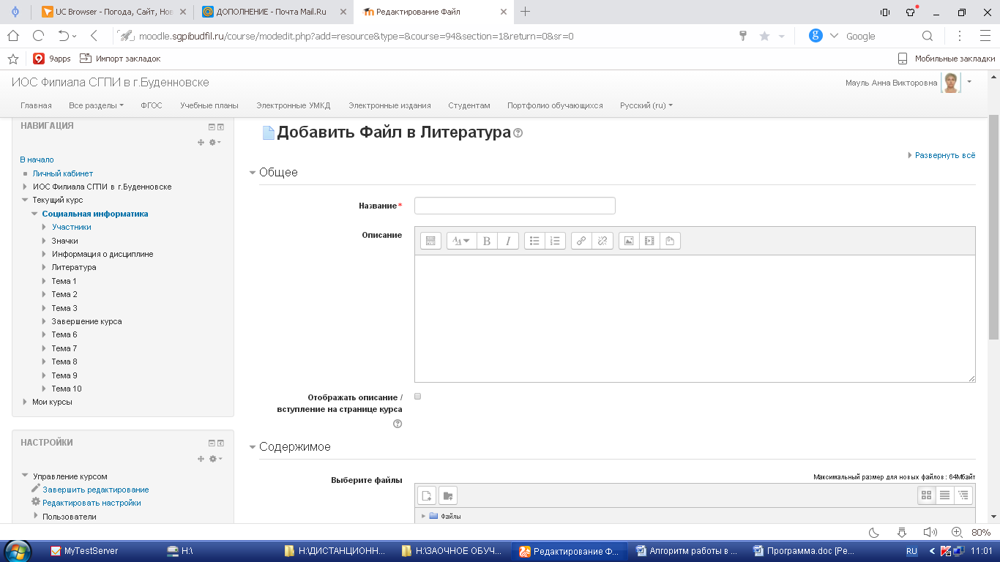 UC Browser - Погода, Сайт, Нов
ДОПОЛНЕНИЕ - Почта Mail.Ru
Редактирование Файл
moodle.sgpibudfil.ru/course/modedit.php?add=resource&type=&course=94&section=1&return=0&sr=0
Google
9apps
Импорт закладок
Мобильные закладки
ИОС Филиала СГПИ в г.Буденновске
Мауль Анна Викторовна
Главная
Все разделы
ФГОС
Учебные планы
Электронные УМКД
Электронные издания
Студентам
Портфолио обучающихся
Русский (ru)
НАВИГАЦИЯ
В начало
Личный кабинет
ИОС Филиала СГПИ в г.Буденновске
Текущий курс
Социальная информатика
Участники
Значки
Информация о дисциплине
Литература
Тема 1
Тема 2
Тема 3
Завершение курса
Тема 6
Тема 7
Тема 8
Тема 9
Тема 10
Мои курсы
НАСТРОЙКИ
Управление курсом
Завершить редактирование
Редактировать настройки
Пользователи
Добавить Файл в Литература
Развернуть всё
Общее
Название*
Описание
Отображать описание /
вступление на странице курса
Содержимое
Выберите файлы
Максимальный размер для новых файлов: 64Мбайт
Файлы
80%
MyTestServer
H:\
H:\ДИСТАНЦИОНН...
H:\ЗАОЧНОЕ ОБУЧ...
Редактирование Ф...
Алгоритм работы в ...
Программа.doc [Ре...
RU
11:01